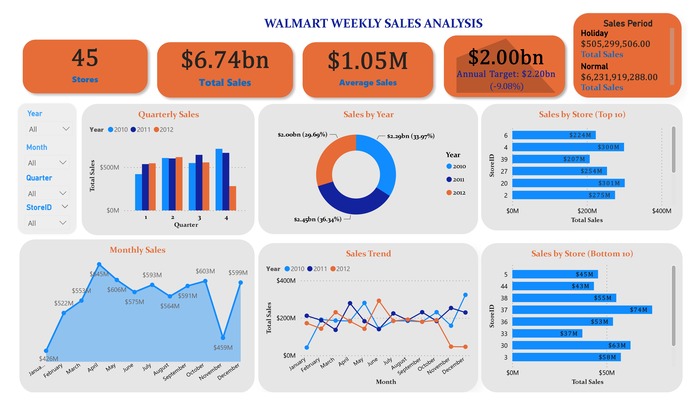 WALMART WEEKLY SALES ANALYSIS
45
Stores
$6.74bn
Total Sales
$1.05M
Average Sales
$2.00bn
Annual Target: $2.20bn
(-9.08%)
Sales Period
Holiday
$505,299,506.00
Total Sales
Normal
$6,231,919,288.00
Total Sales
Year
All
Month
All
Quarter
All
StoreID
All
Quarterly Sales
Year 2010 2011 2012
Total Sales
$500M
$0M
1 2 3 4
Quarter
Sales by Year
$2.00bn (29.69%)
$2.29bn (33.97%)
$2.45bn (36.34%)
Year
2010
2011
2012
Sales by Store (Top 10)
StoreID
6 $224M
4
39 $207M
27 $254M
20 $301M
2 $275M
$0M $200M $400M
Total Sales
Monthly Sales
$426M
$522M
$553M
$645M
$606M
$575M
$593M
$564M
$591M
$603M
$459M
$599M
Janua... February March April May June July August September October November December
Sales Trend
Year 2010 2011 2012
Total Sales
$400M
$200M
$0M
January February March April May June July August September October November December
Month
Sales by Store (Bottom 10)
StoreID
5 $45M
44 $43M
38 $55M
37 $74M
36 $53M
33 $37M
30 $63M
3 $58M
$0M $50M
Total Sales